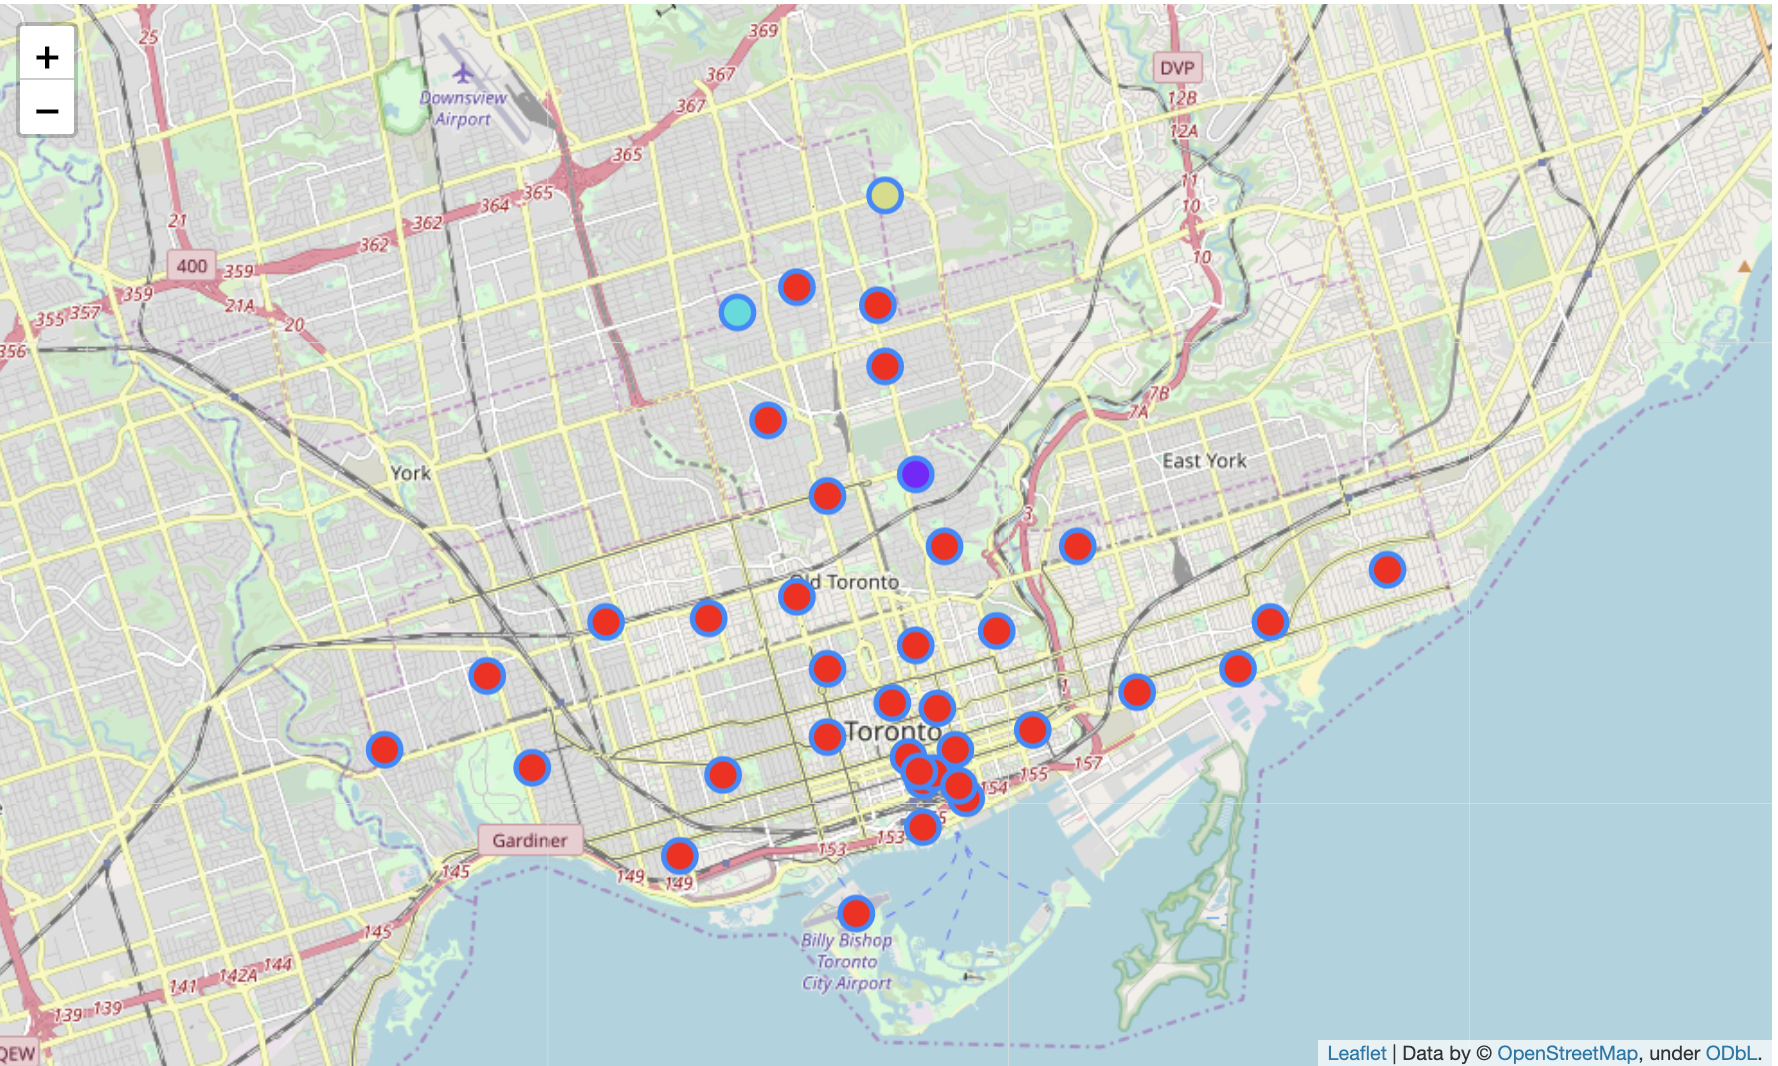 +
−
25
369
367
DVP
Downsview
Airport
367
12B
12A
365
365
364
11
10
21
362
362
10
400
359
359
21A
20
355
357
356
7B
7A
York
East York
3
Old Toronto
1
Toronto
157
155
154
Gardiner
153
153
145
149
149
145
Billy Bishop
Toronto
City Airport
144
142A
141
139
139
QEW
Leaflet | Data by © OpenStreetMap, under ODbL.